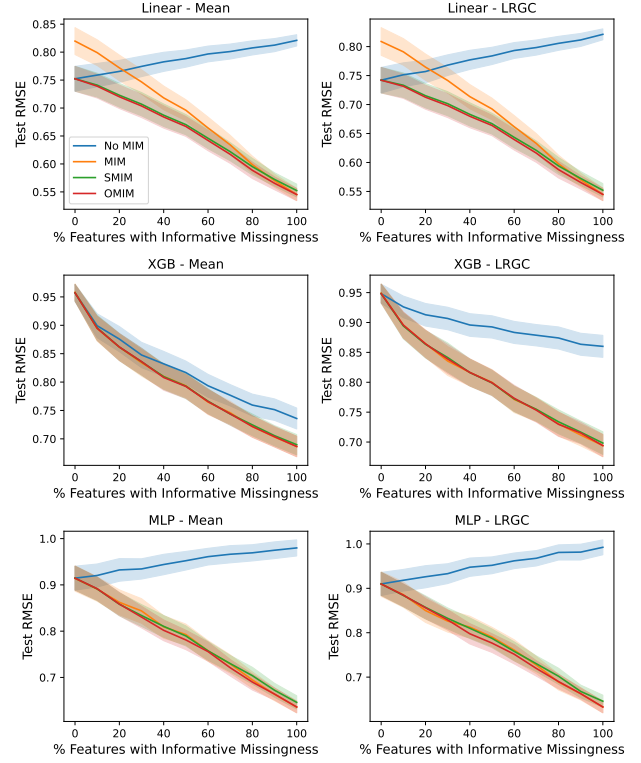 Linear - Mean
Linear - LRGC
Test RMSE
0.85
0.80
0.75
0.70
0.65
0.60
0.55
No MIM
MIM
SMIM
OMIM
0 20 40 60 80 100
% Features with Informative Missingness
Test RMSE
0.80
0.75
0.70
0.65
0.60
0.55
0 20 40 60 80 100
% Features with Informative Missingness
XGB - Mean
XGB - LRGC
Test RMSE
0.95
0.90
0.85
0.80
0.75
0.70
0 20 40 60 80 100
% Features with Informative Missingness
Test RMSE
0.95
0.90
0.85
0.80
0.75
0.70
0 20 40 60 80 100
% Features with Informative Missingness
MLP - Mean
MLP - LRGC
Test RMSE
1.0
0.9
0.8
0.7
0 20 40 60 80 100
% Features with Informative Missingness
Test RMSE
1.0
0.9
0.8
0.7
0 20 40 60 80 100
% Features with Informative Missingness